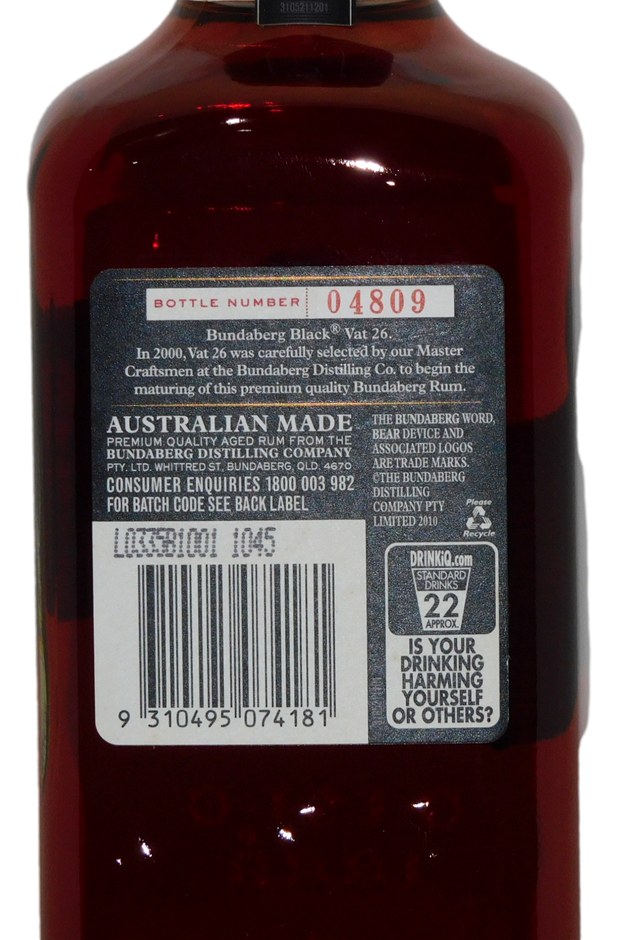 3105211201
BOTTLE NUMBER 04809
Bundaberg Black® Vat 26.
In 2000, Vat 26 was carefully selected by our Master
Craftsmen at the Bundaberg Distilling Co. to begin the
maturing of this premium quality Bundaberg Rum.
AUSTRALIAN MADE
PREMIUM QUALITY AGED RUM FROM THE
BUNDABERG DISTILLING COMPANY
PTY. LTD. WHITTRED ST, BUNDABERG, QLD. 4670
CONSUMER ENQUIRIES 1800 003 982
FOR BATCH CODE SEE BACK LABEL
L0335B1001 1045
9 310495 074181
THE BUNDABERG WORD,
BEAR DEVICE AND
ASSOCIATED LOGOS
ARE TRADE MARKS.
©THE BUNDABERG
DISTILLING
COMPANY PTY
LIMITED 2010
Please
Recycle
DRINKiQ.com
STANDARD
DRINKS
22
APPROX.
IS YOUR
DRINKING
HARMING
YOURSELF
OR OTHERS?